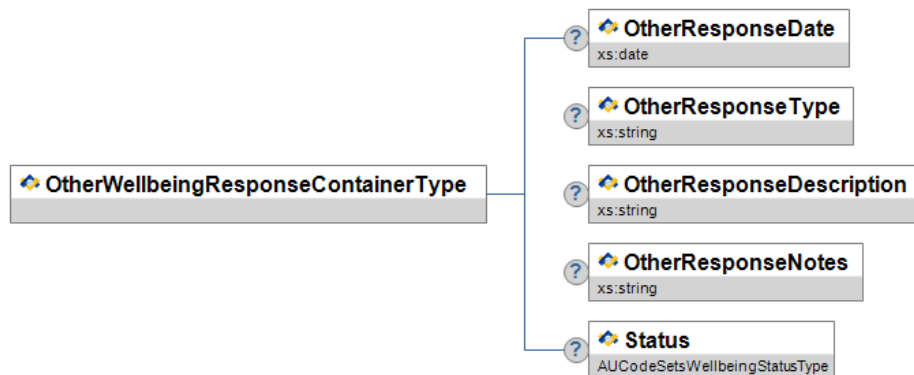 OtherResponseDate
xs:date
?
OtherResponseType
xs:string
?
OtherWellbeingResponseContainerType
OtherResponseDescription
xs:string
?
OtherResponseNotes
xs:string
?
Status
AUCodeSetsWellbeingStatusType
?